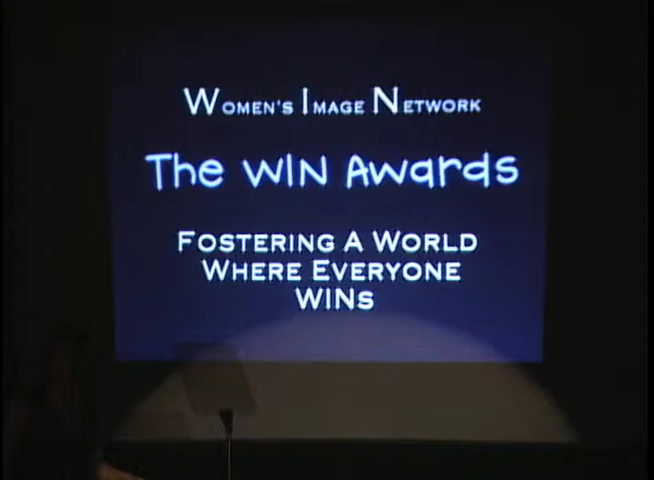 Women's Image Network
The WIN Awards
Fostering A World
Where Everyone
WINs